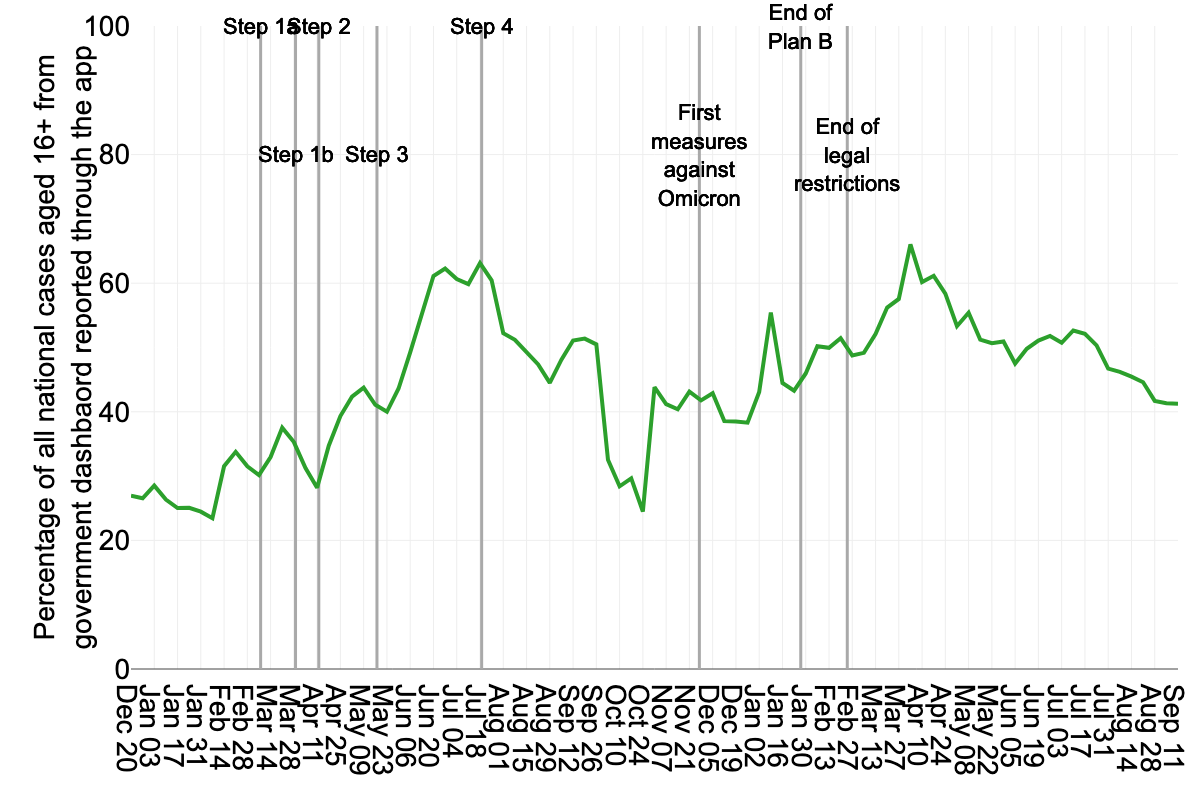 Percentage of all national cases aged 16+ from
government dashbaord reported through the app
100
80
60
40
20
0
Step 1a
Step 2
Step 4
End of
Plan B
Step 1b
Step 3
First
measures
against
Omicron
End of
legal
restrictions
Dec 20
Jan 03
Jan 17
Jan 31
Feb 14
Feb 28
Mar 14
Mar 28
Apr 11
Apr 25
May 09
May 23
Jun 06
Jun 20
Jul 04
Jul 18
Aug 01
Aug 15
Aug 29
Sep 12
Sep 26
Oct 10
Oct 24
Nov 07
Nov 21
Dec 05
Dec 19
Jan 02
Jan 16
Jan 30
Feb 13
Feb 27
Mar 13
Mar 27
Apr 10
Apr 24
May 08
May 22
Jun 05
Jun 19
Jul 03
Jul 17
Jul 31
Aug 14
Aug 28
Sep 11